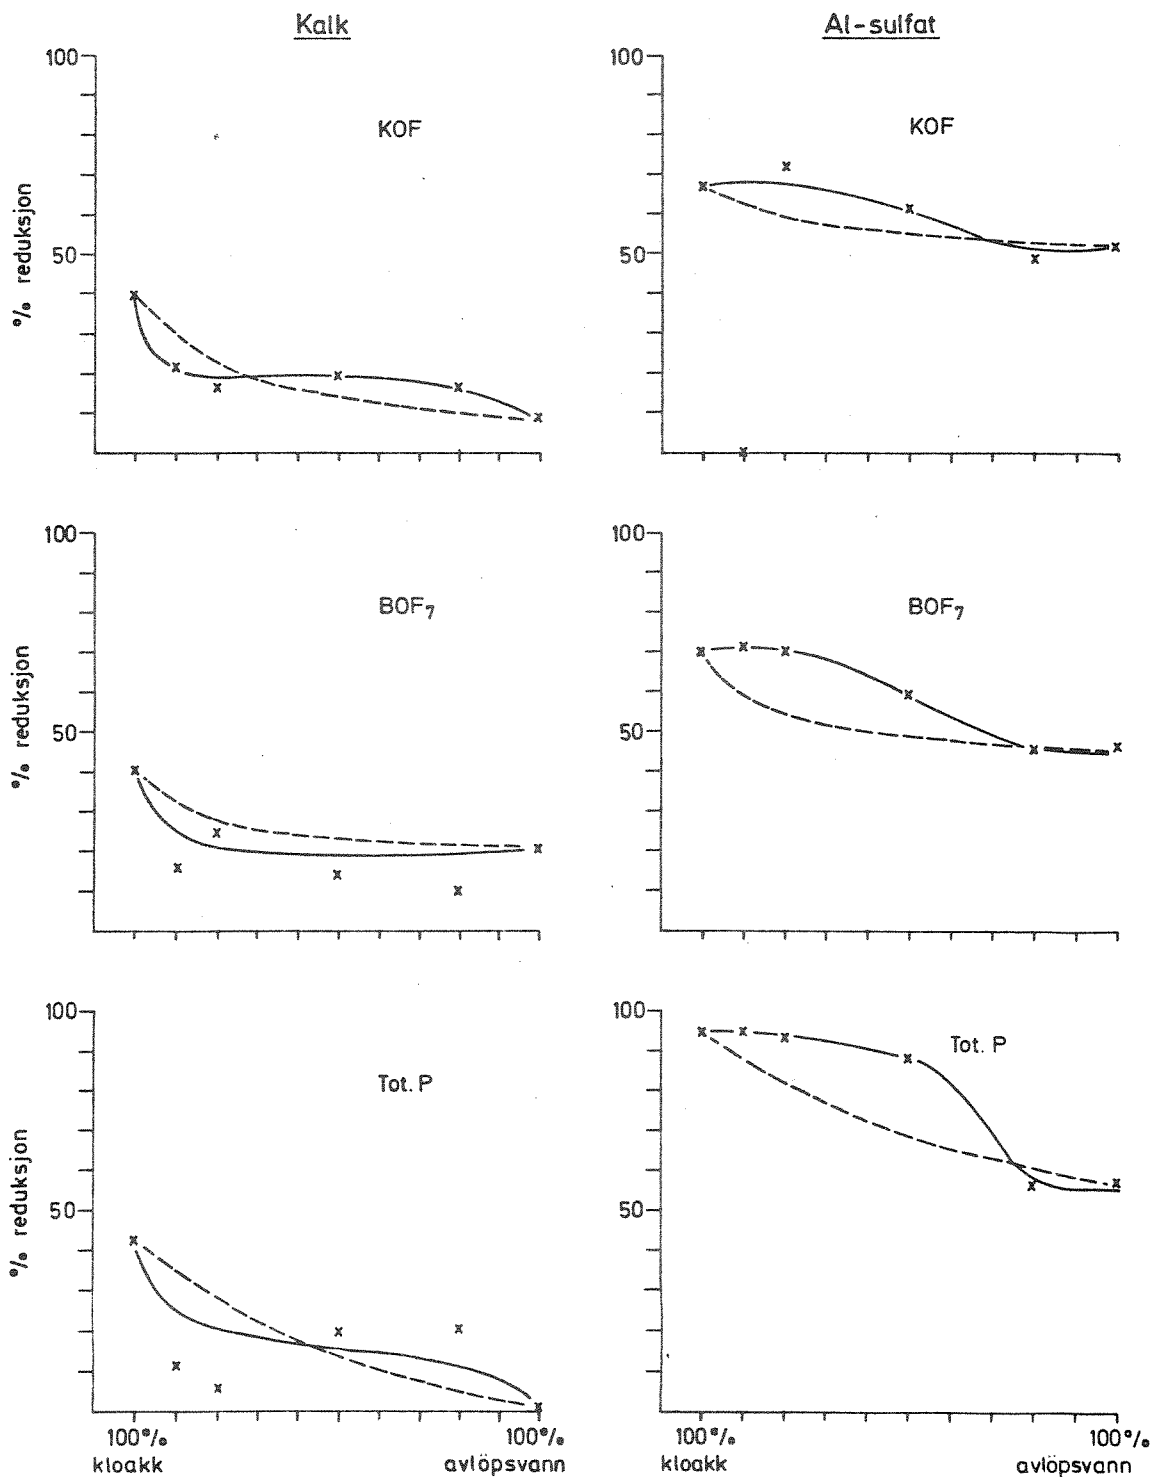 Kalk
Al-sulfat
100
KOF
% reduksjon
50
100
KOF
50
100
BOF7
% reduksjon
50
100
BOF7
50
100
Tot. P
% reduksjon
50
100% kloakk
100% avlöpsvann
100
Tot. P
50
100% kloakk
100% avlöpsvann